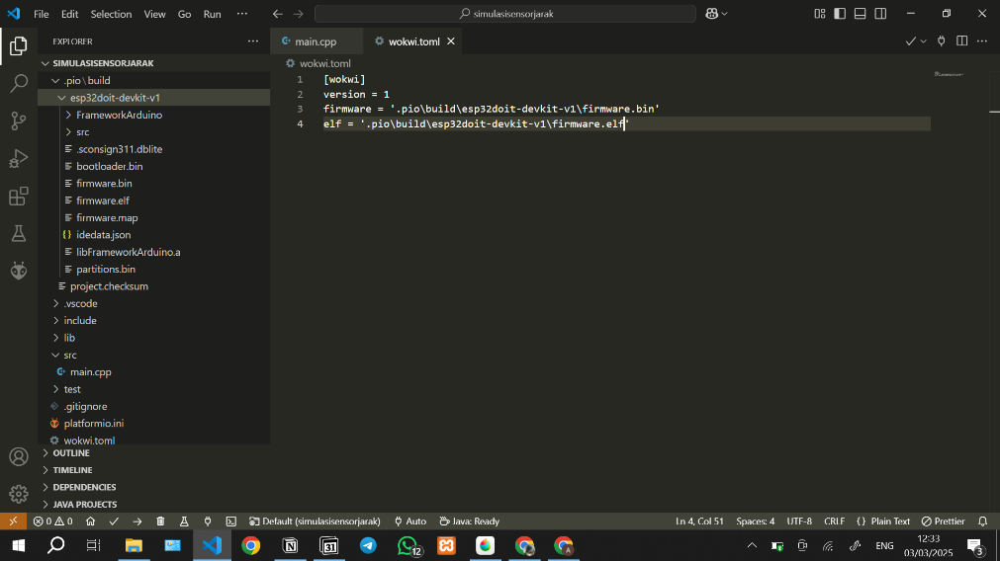 File Edit Selection View Go Run ···
simulasisensorjarak
EXPLORER ···
main.cpp
wokwi.toml
SIMULASISENSORJARAK
.pio \ build
esp32doit-devkit-v1
FrameworkArduino
src
.sconsign311.dblite
bootloader.bin
firmware.bin
firmware.elf
firmware.map
{} idedata.json
libFrameworkArduino.a
partitions.bin
project.checksum
.vscode
include
lib
src
main.cpp
test
.gitignore
platformio.ini
wokwi.toml
OUTLINE
TIMELINE
DEPENDENCIES
JAVA PROJECTS
wokwi.toml
1 [wokwi]
2 version = 1
3 firmware = '.pio\build\esp32doit-devkit-v1\firmware.bin'
4 elf = '.pio\build\esp32doit-devkit-v1\firmware.elf'
0 0 Default (simulasisensorjarak) Auto Java: Ready Ln 4, Col 51 Spaces: 4 UTF-8 CRLF {} Plain Text Prettier
31 12 A ENG 12:33
03/03/2025 3